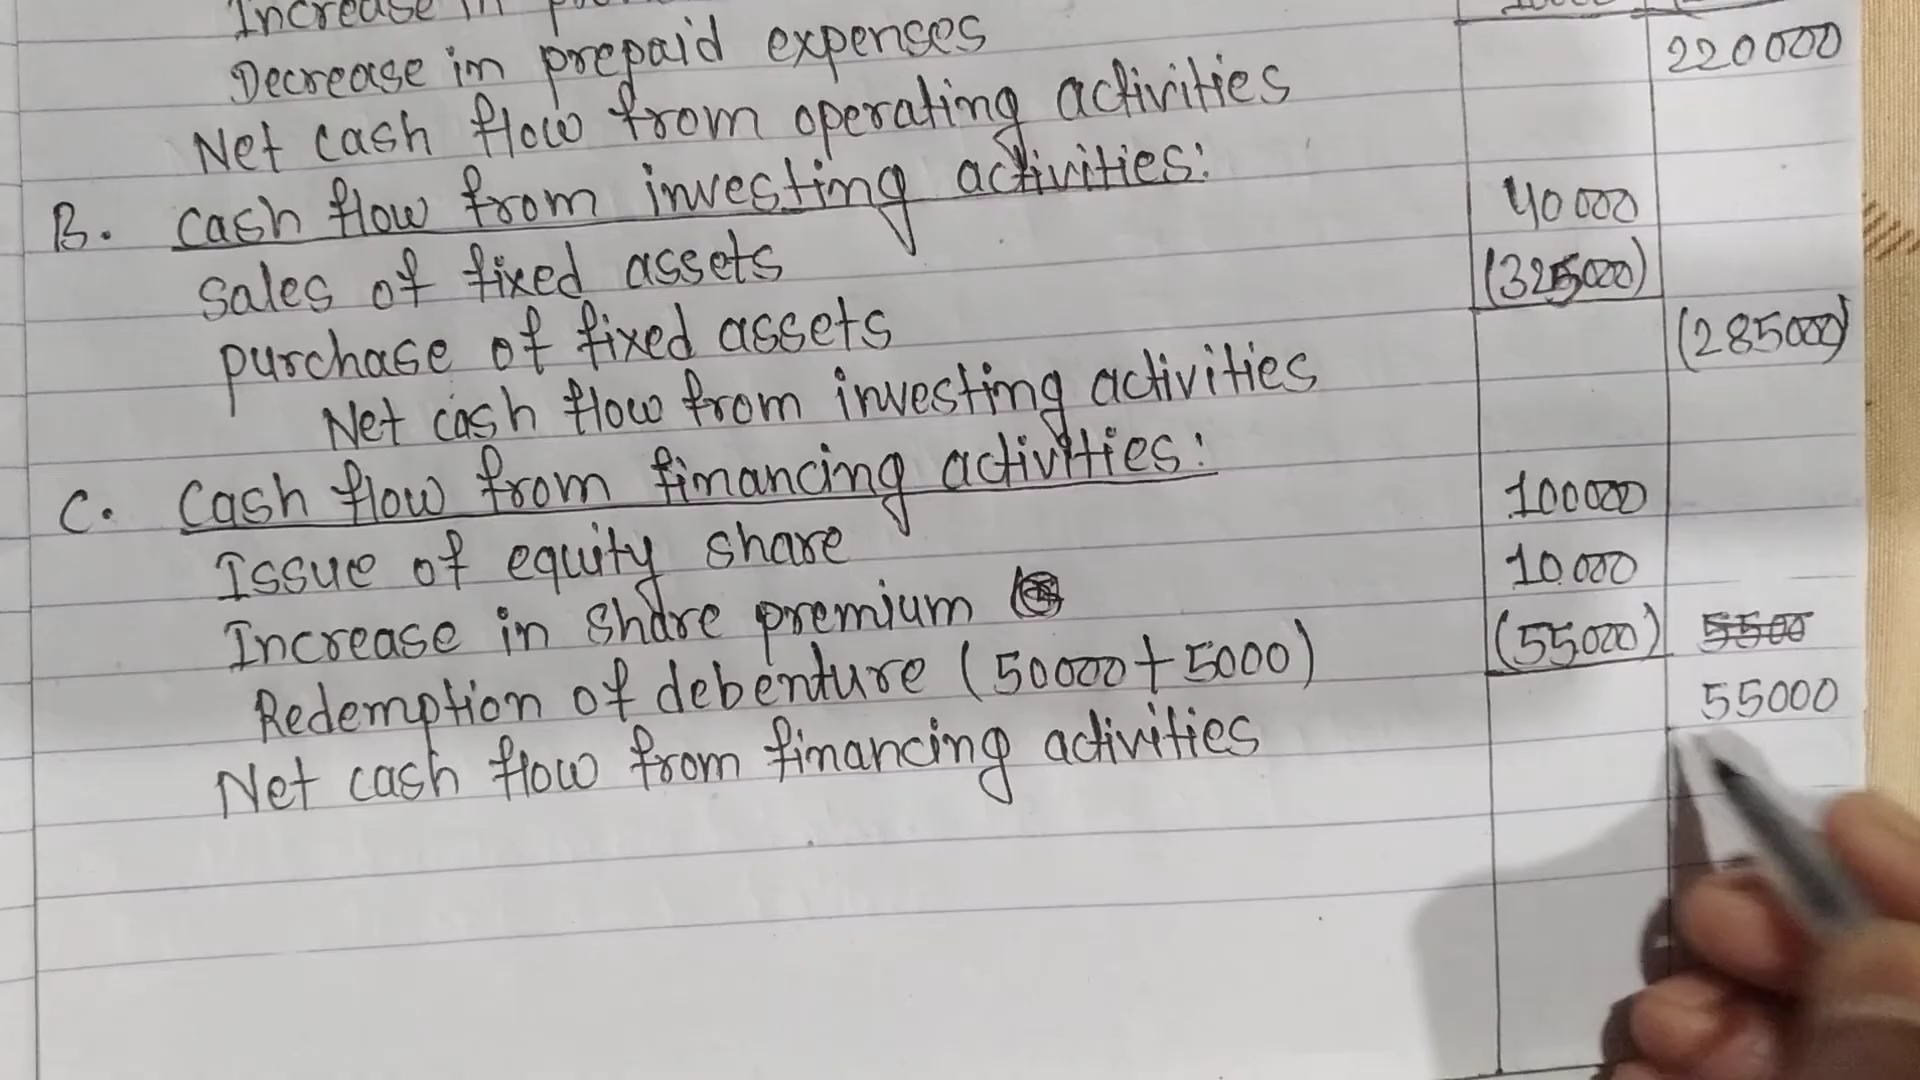 Increase in
Decrease in prepaid expenses
220000
Net cash flow from operating activities
B. Cash flow from investing activities:
Sales of fixed assets 40000
purchase of fixed assets (325000)
Net cash flow from investing activities (285000)
C. Cash flow from financing activities:
Issue of equity share 100000
Increase in share premium 10000
Redemption of debenture (50000+5000) (55000) 5500
Net cash flow from financing activities 55000